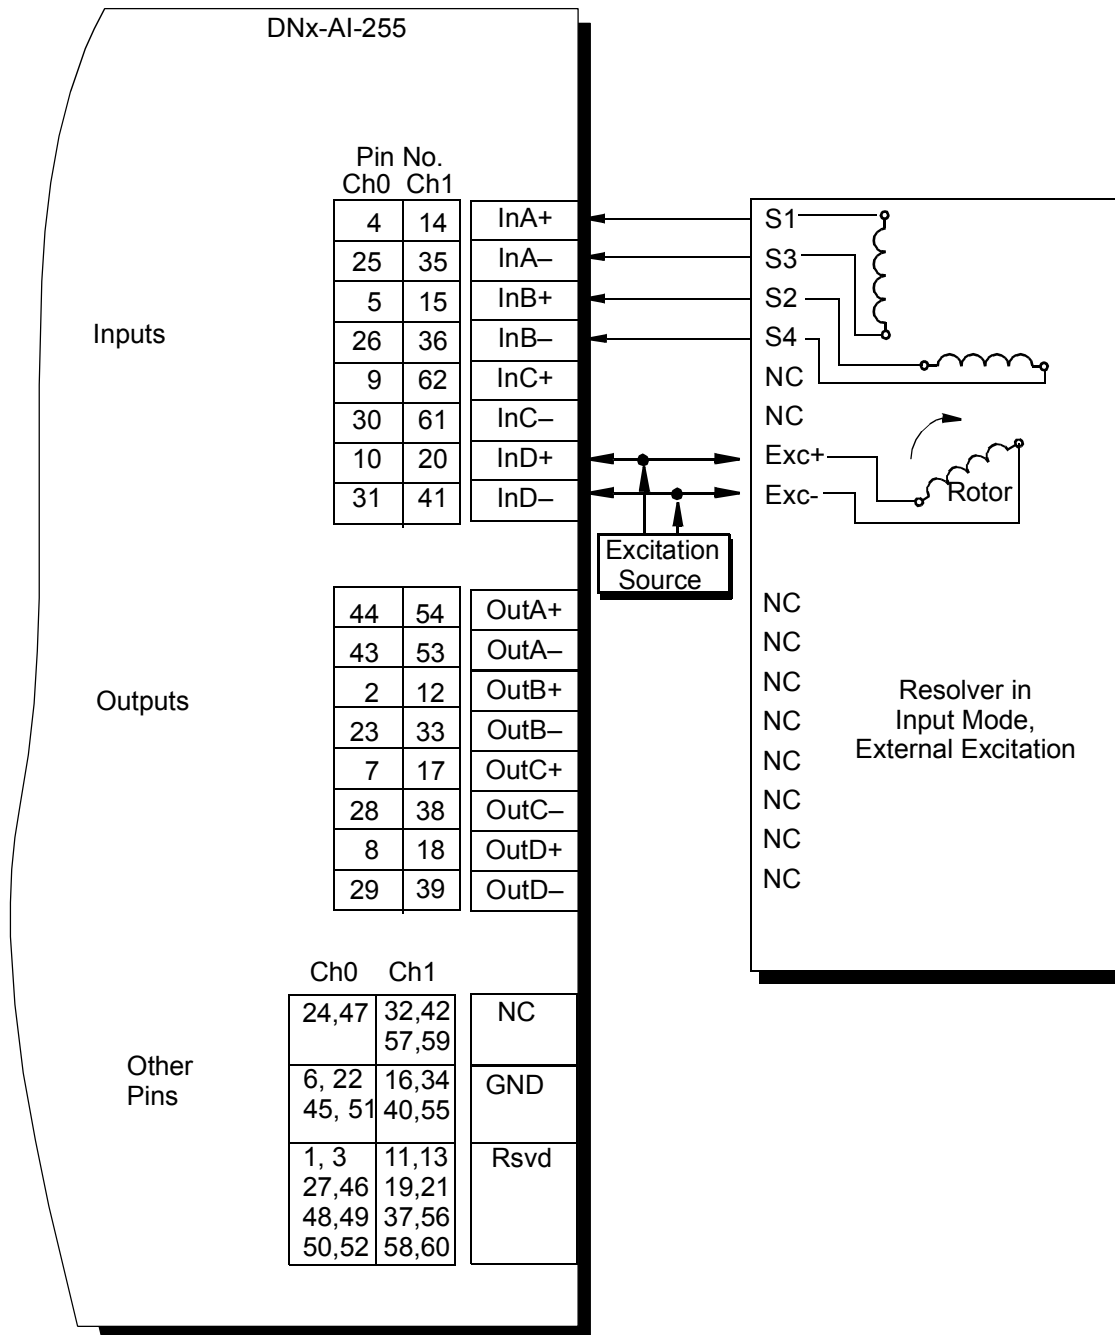 DNx-AI-255
Pin No.
Ch0 Ch1
4 14 InA+ S1
25 35 InA– S3
5 15 InB+ S2
Inputs
26 36 InB– S4
9 62 InC+ NC
30 61 InC– NC
10 20 InD+ Exc+
31 41 InD– Exc-
Rotor
Excitation
Source
44 54 OutA+ NC
43 53 OutA– NC
Outputs
2 12 OutB+ NC
23 33 OutB– NC
7 17 OutC+ NC
28 38 OutC– NC
8 18 OutD+ NC
29 39 OutD– NC
Resolver in
Input Mode,
External Excitation
Ch0 Ch1
24,47 32,42 NC
57,59
Other
Pins
6, 22 16,34 GND
45, 51 40,55
1, 3 11,13 Rsvd
27,46 19,21
48,49 37,56
50,52 58,60